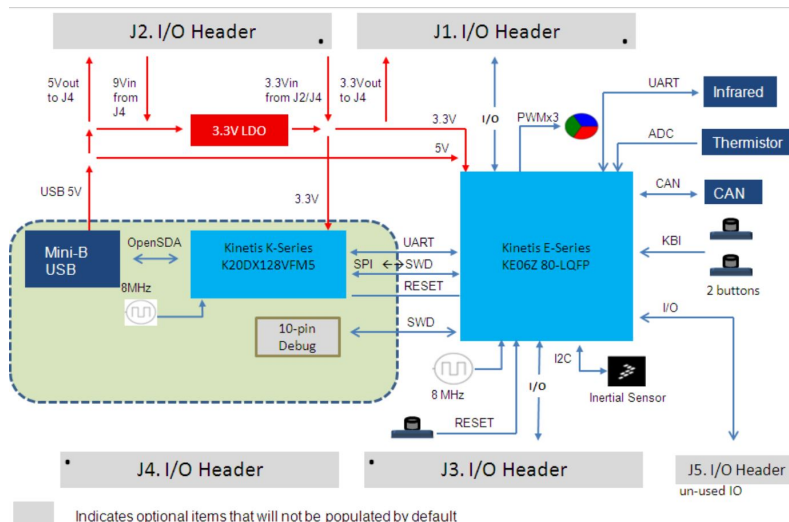 J2. I/O Header
J1. I/O Header
5Vout
to J4
9Vin
from
J4
3.3Vin
from J2/J4
3.3Vout
to J4
3.3V LDO
3.3V
5V
I/O
PWMx3
UART
Infrared
ADC
Thermistor
USB 5V
3.3V
CAN
CAN
Mini-B
USB
OpenSDA
8MHz
Kinetis K-Series
K20DX128VFM5
UART
SPI
SWD
RESET
Kinetis E-Series
KE06Z 80-LQFP
KBI
2 buttons
I/O
10-pin
Debug
SWD
8 MHz
I/O
I2C
Inertial Sensor
RESET
J4. I/O Header
J3. I/O Header
J5. I/O Header
un-used IO
Indicates optional items that will not be populated by default